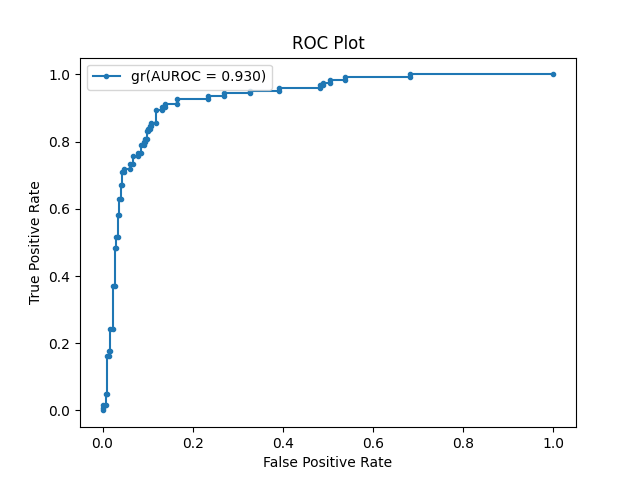 ROC Plot
gr(AUROC = 0.930)
1.0
0.8
0.6
0.4
0.2
0.0
True Positive Rate
0.0 0.2 0.4 0.6 0.8 1.0
False Positive Rate